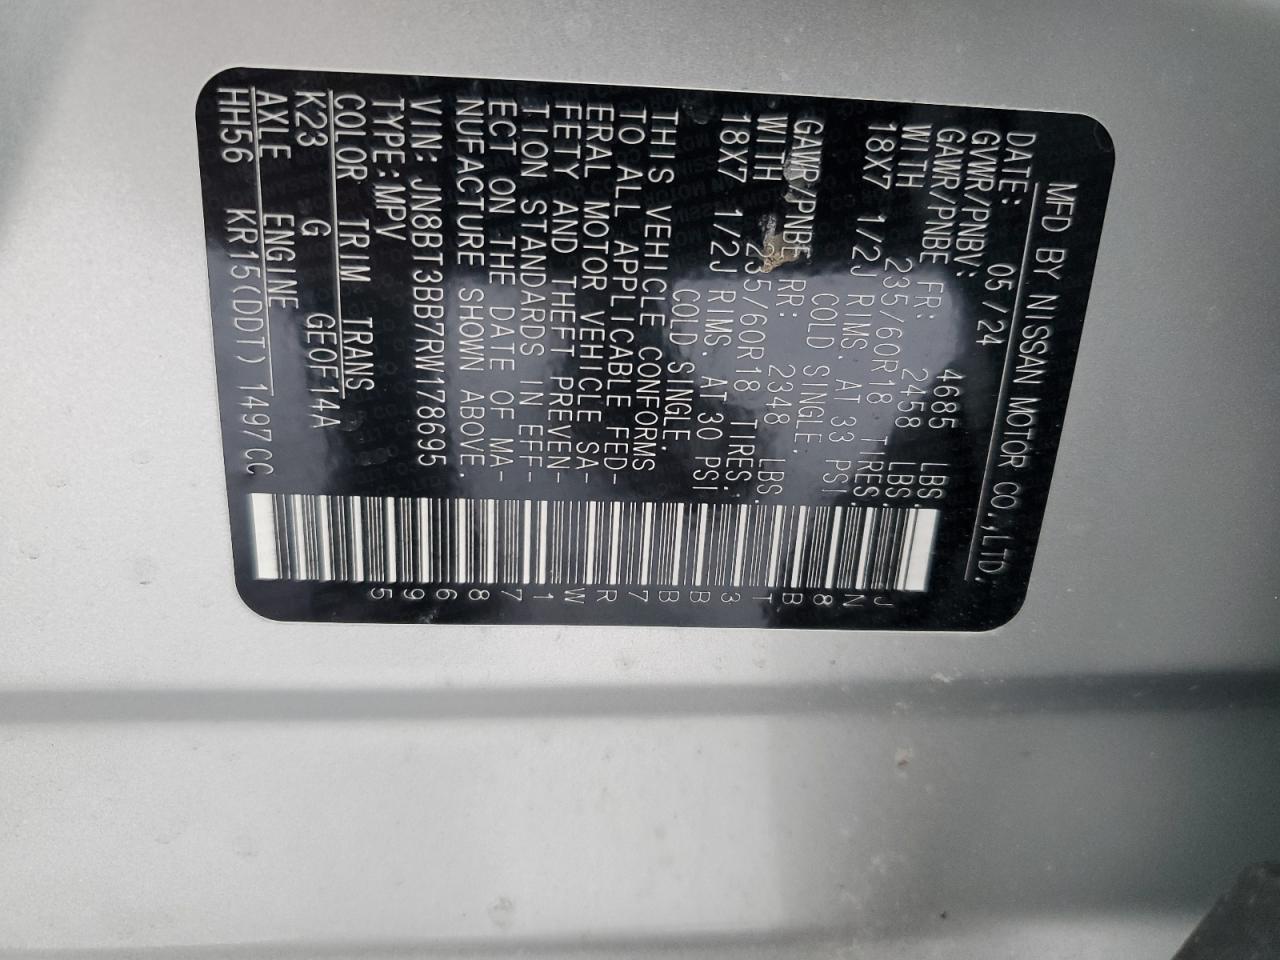 MFD BY NISSAN MOTOR CO.,LTD.
DATE: 05/24
GVWR/PNBV: 4685 LBS.
GAWR/PNBE FR: 2458 LBS.
WITH 235/60R18 TIRES.
18X7 1/2J RIMS. AT 33 PSI
COLD SINGLE.
GAWR/PNBE RR: 2348 LBS.
WITH 235/60R18 TIRES.
18X7 1/2J RIMS. AT 30 PSI
COLD SINGLE.
THIS VEHICLE CONFORMS
TO ALL APPLICABLE FED-
ERAL MOTOR VEHICLE SA-
FETY AND THEFT PREVEN-
TION STANDARDS IN EFF-
ECT ON THE DATE OF MA-
NUFACTURE SHOWN ABOVE.
VIN: JN8BT3BB7RW178695
TYPE:MPV
COLOR TRIM TRANS
K23 G GE0F14A
AXLE ENGINE
HH56 KR15(DDT) 1497CC
JN8BT3BB7RW178695